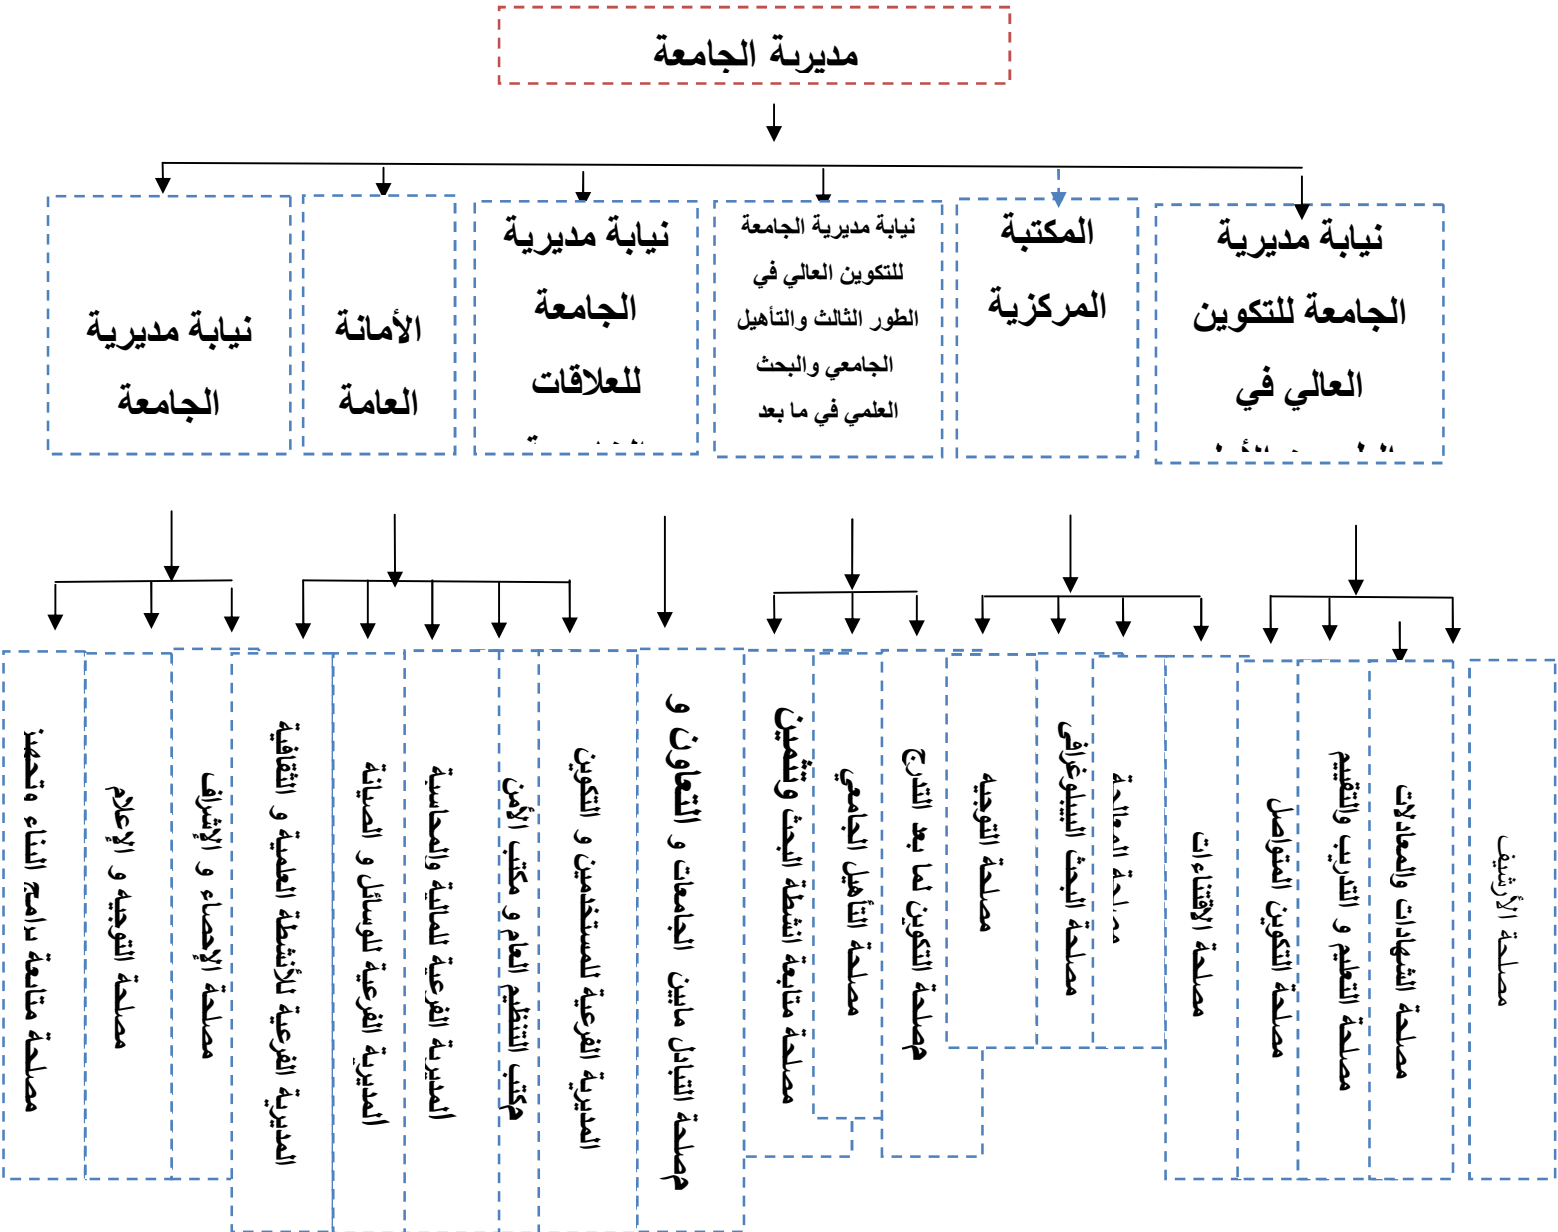 مديرية الجامعة
نيابة مديرية
الجامعة للتكوين
العالي في
المكتبة
المركزية
نيابة مديرية الجامعة
للتكوين العالي في
الطور الثالث والتأهيل
الجامعي والبحث
العلمي في ما بعد
نيابة مديرية
الجامعة
للعلاقات
الأمانة
العامة
نيابة مديرية
الجامعة
مصلحة الأرشيف
مصلحة الشهادات والمعادلات
مصلحة التعليم و التدريب والتقييم
مصلحة التكوين المتواصل
مصلحة الاقتناءات
مصلحة المعالجة
مصلحة البحث البيبلوغرافي
مصلحة التوجيه
مصلحة التكوين لما بعد التدرج
مصلحة التأهيل الجامعي
مصلحة متابعة انشطة البحث وتثمين
مصلحة التبادل مابين الجامعات و التعاون و
المديرية الفرعية للمستخدمين و التكوين
مكتب التنظيم العام و مكتب الأمن
المديرية الفرعية للمالية والمحاسبة
المديرية الفرعية للوسائل و الصيانة
المديرية الفرعية للأنشطة العلمية و الثقافية
مصلحة الإحصاء و الإشراف
مصلحة التوجيه و الإعلام
مصلحة متابعة برامج البناء وتجهيز